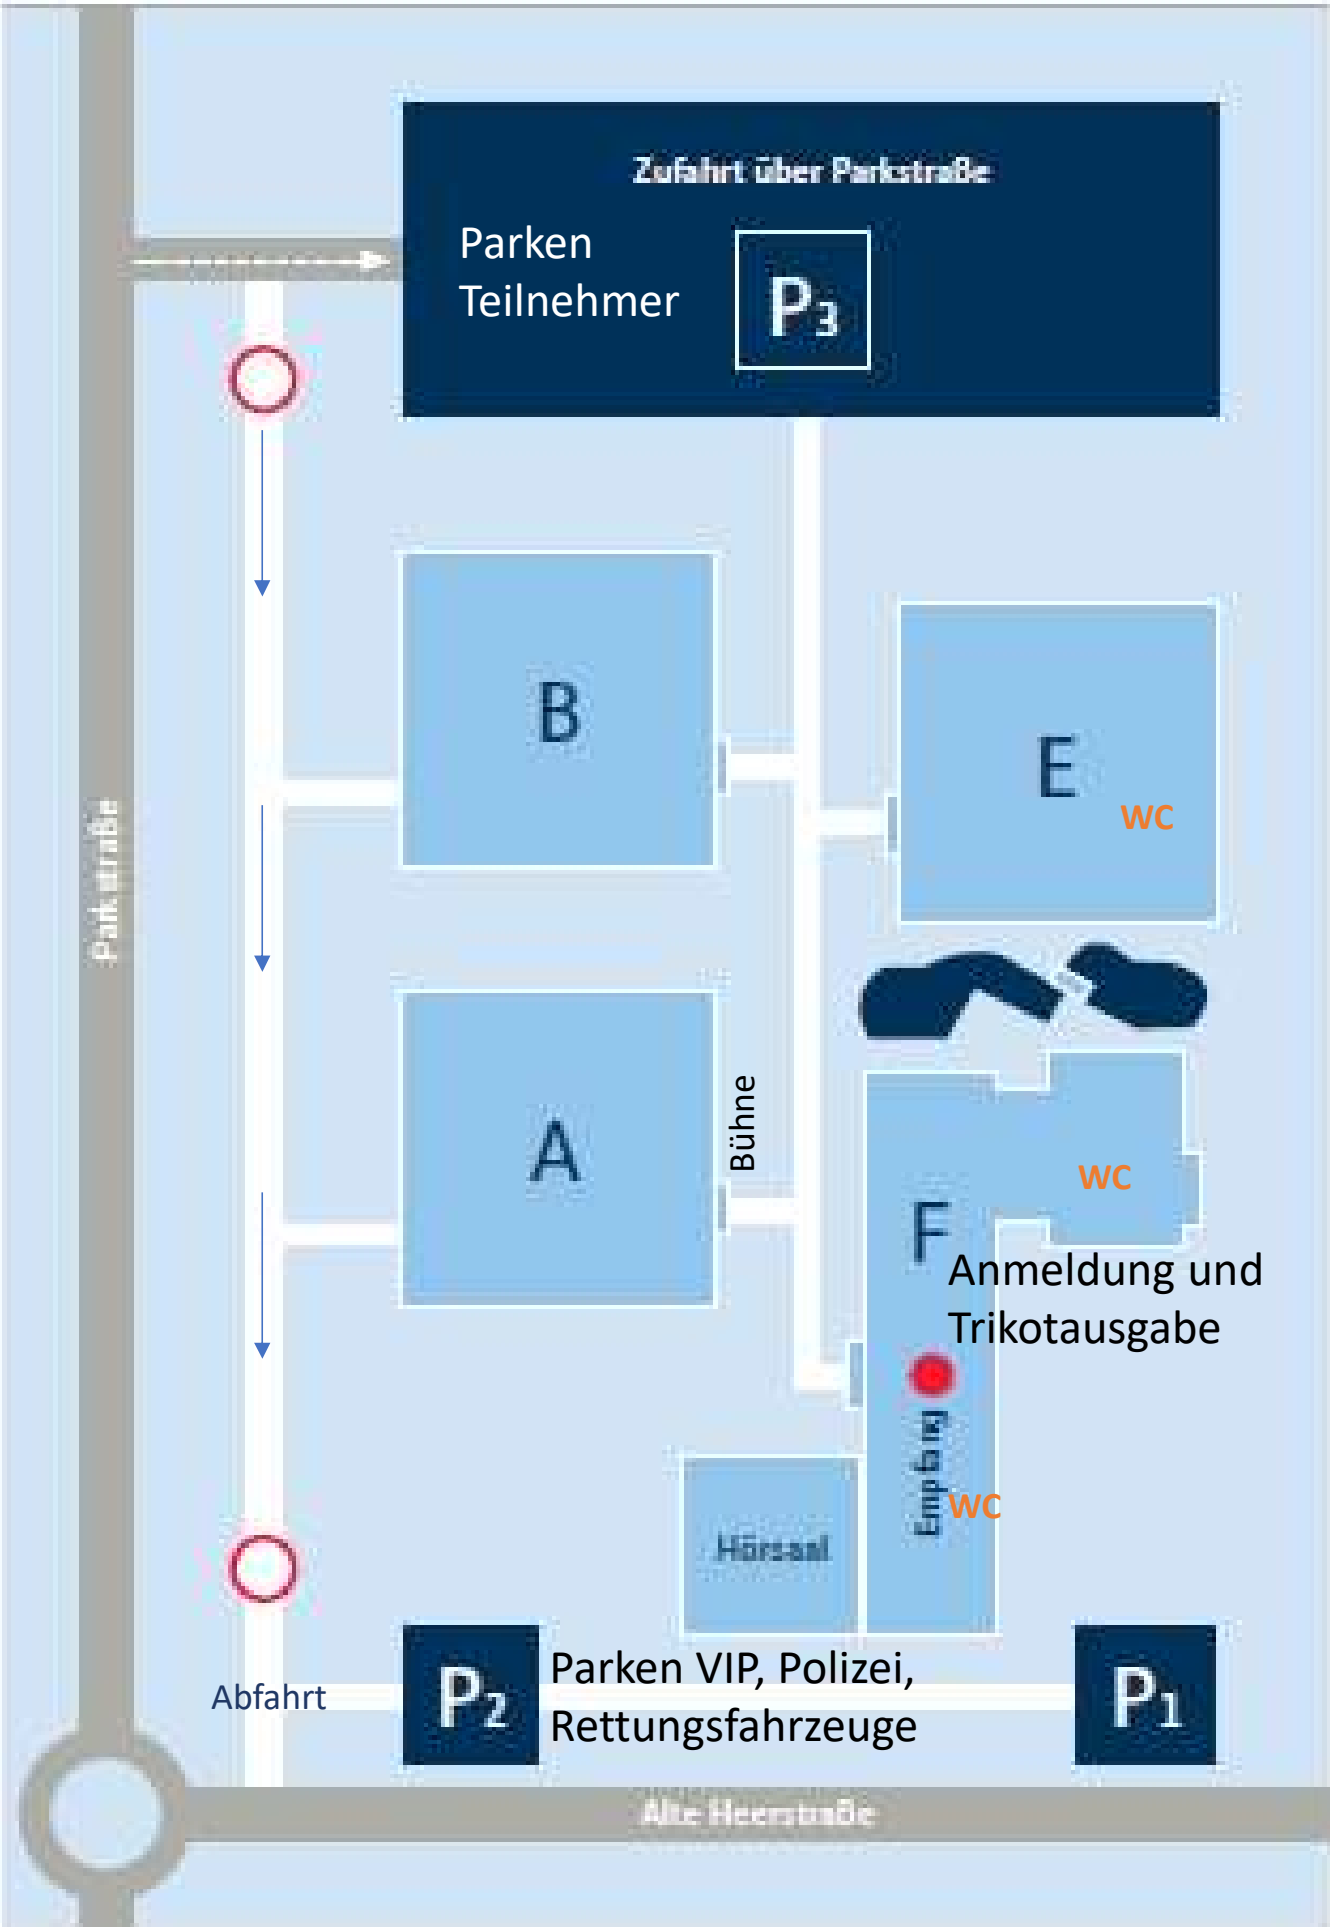 Zufahrt über Parkstraße
Parken
Teilnehmer
P3
B
E
WC
Parkstraße
A
Bühne
WC
F
Anmeldung und
Trikotausgabe
Empfang
WC
Hörsaal
Abfahrt
P2
Parken VIP, Polizei,
Rettungsfahrzeuge
P1
Alte Heerstraße